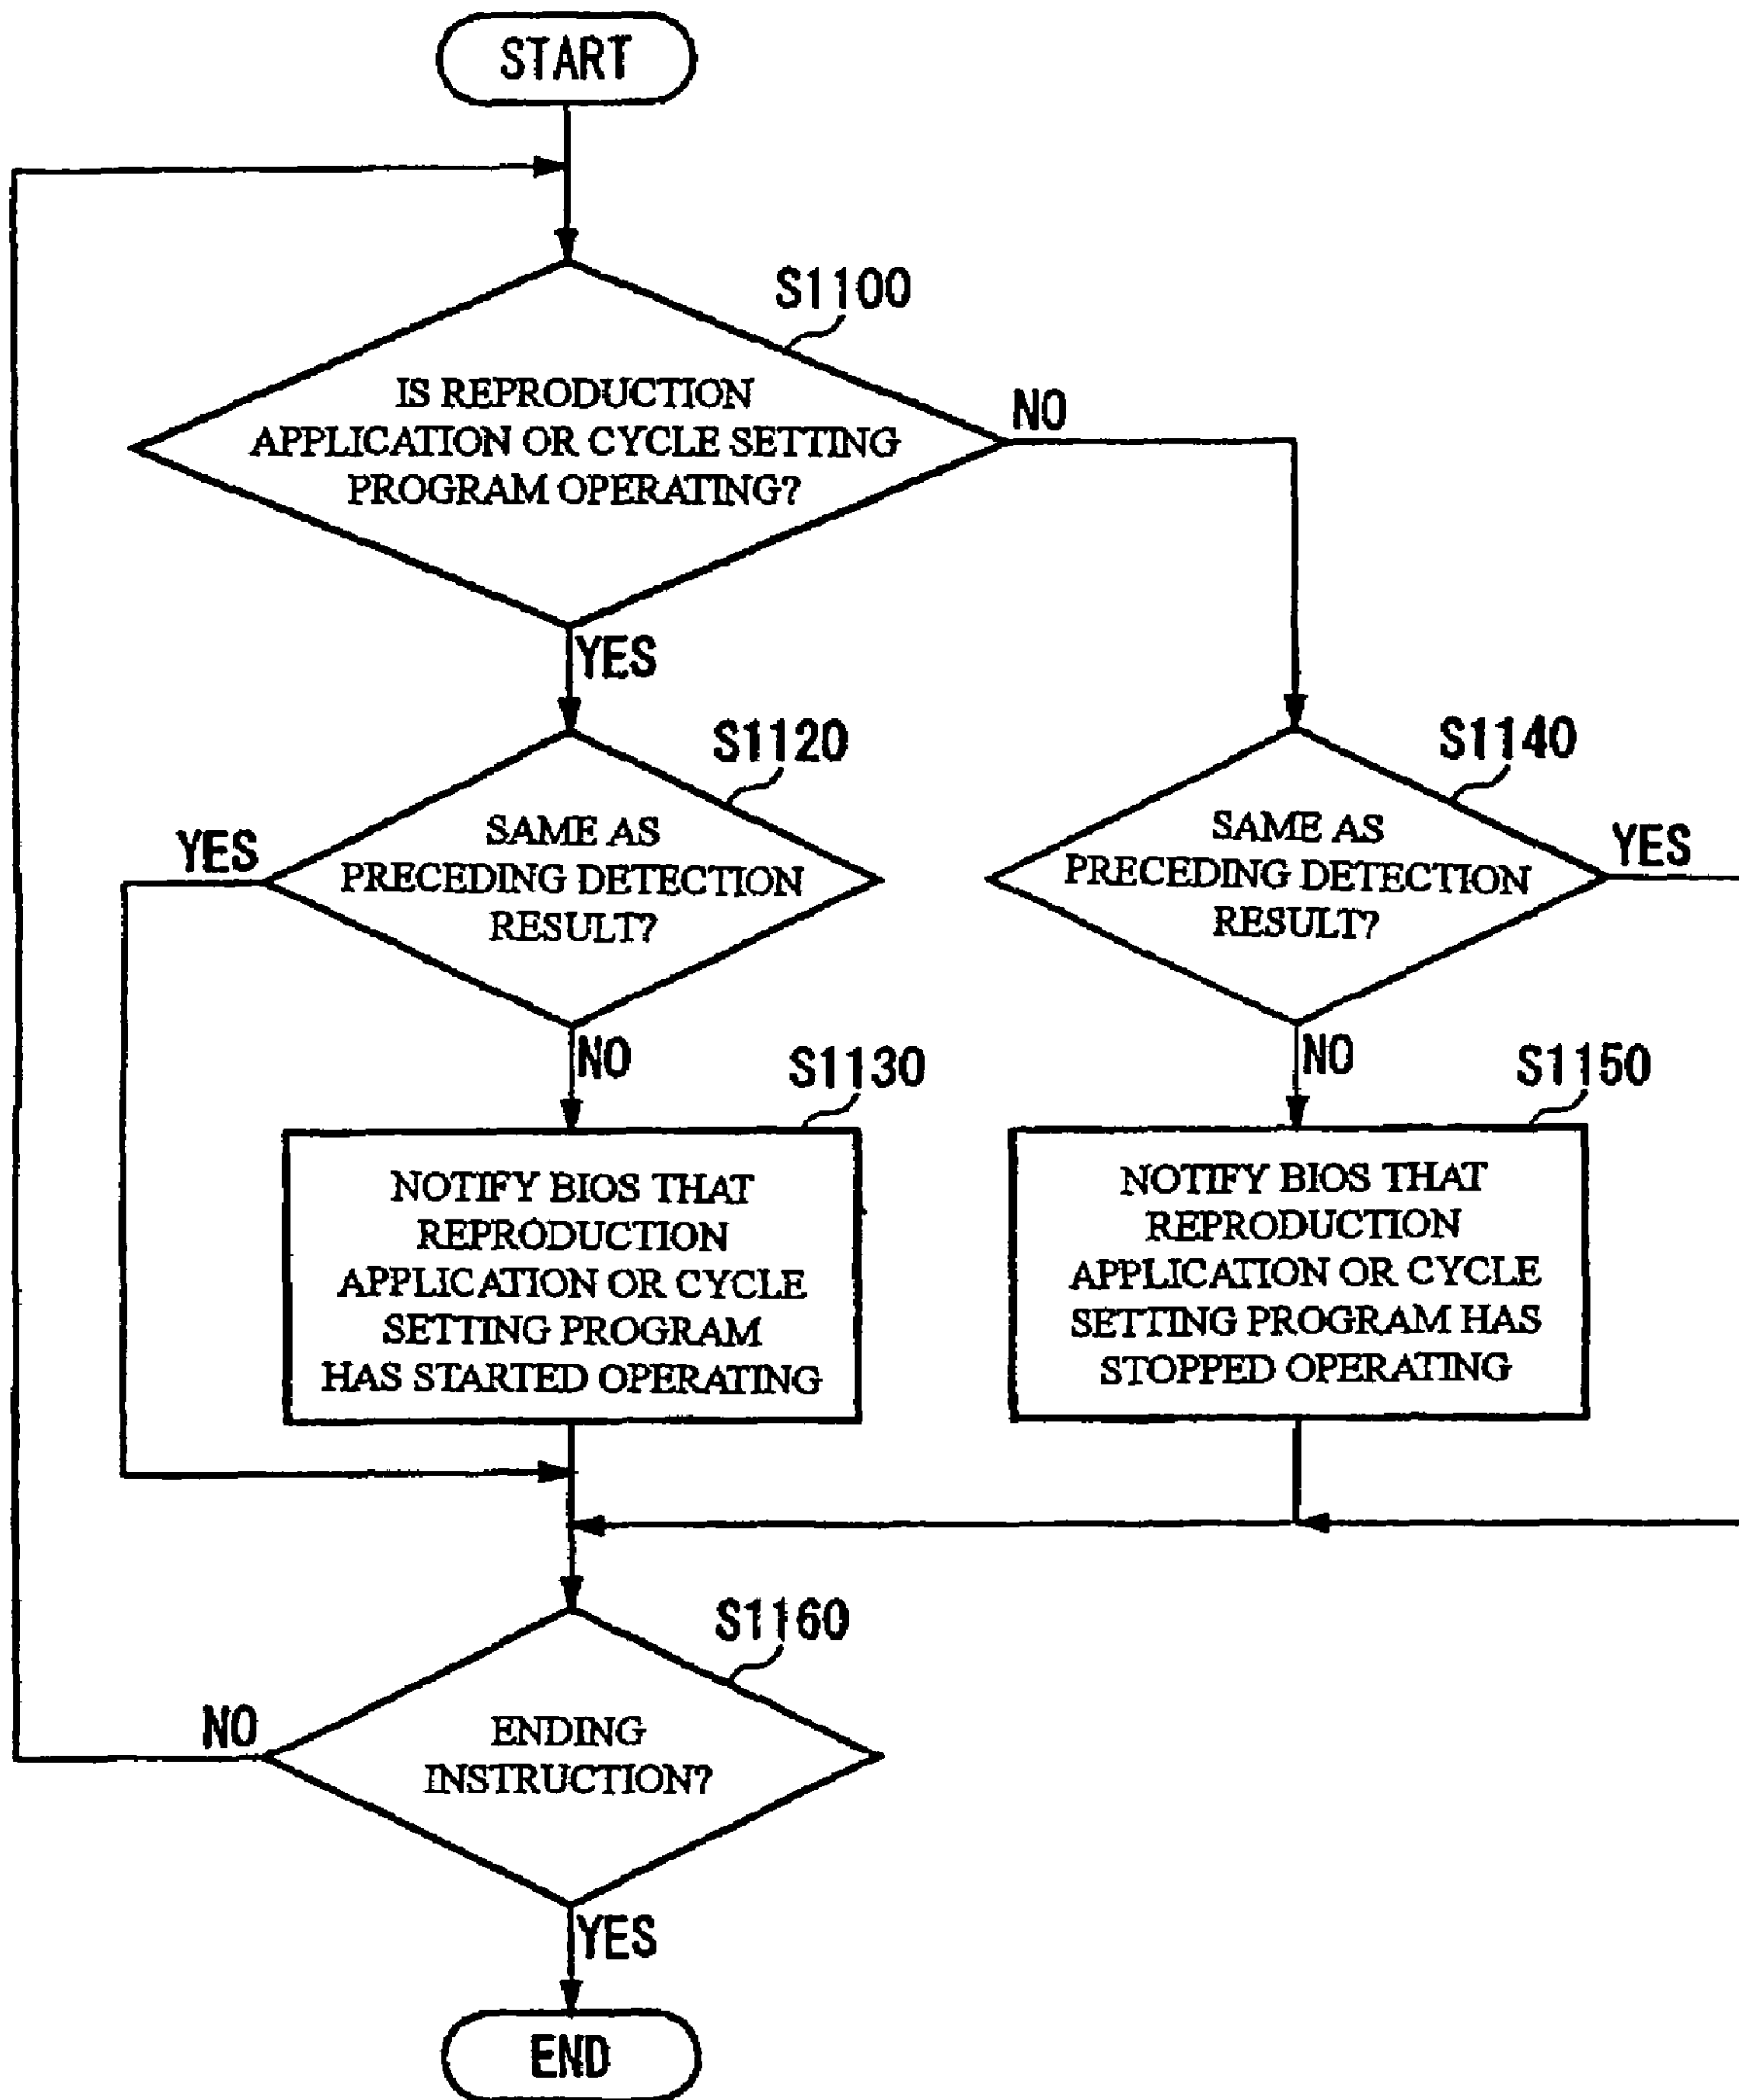 START
S1100
IS REPRODUCTION
APPLICATION OR CYCLE SETTING
PROGRAM OPERATING?
NO
YES
S1120
SAME AS
PRECEDING DETECTION
RESULT?
YES
NO
S1140
SAME AS
PRECEDING DETECTION
RESULT?
YES
NO
S1130
NOTIFY BIOS THAT
REPRODUCTION
APPLICATION OR CYCLE
SETTING PROGRAM
HAS STARTED OPERATING
S1150
NOTIFY BIOS THAT
REPRODUCTION
APPLICATION OR CYCLE
SETTING PROGRAM HAS
STOPPED OPERATING
S1160
ENDING
INSTRUCTION?
NO
YES
END